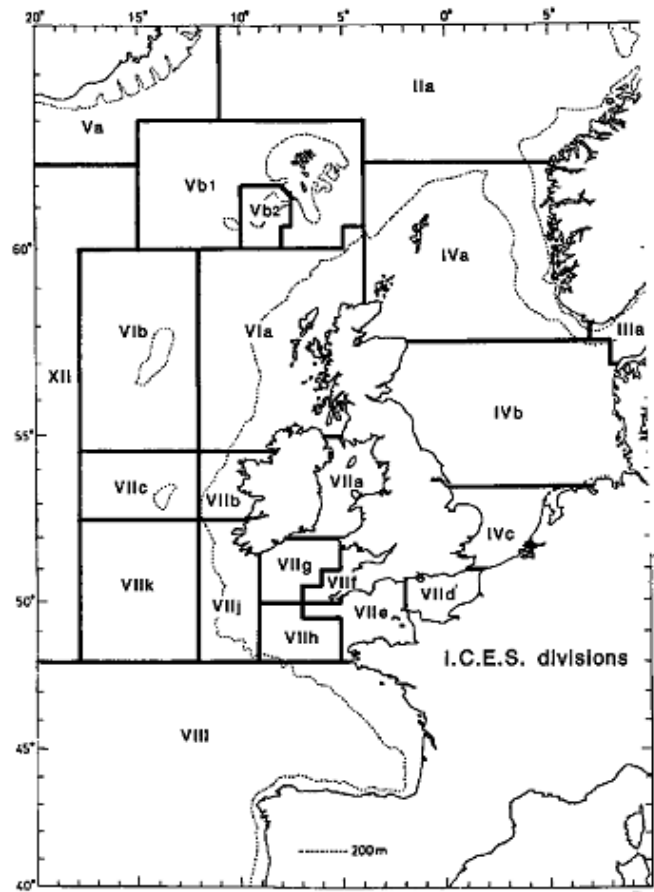 20° 15° 10° 5° 0° 5°
IIa
Va
Vb1
Vb2
60°
IVa
VIb
VIa
IIIa
XII
IVb
55°
VIIa
VIIc
VIIb
IVc
VIIg
VIIk
VIIf
VIId
50°
VIIj
VIIe
VIIh
I.C.E.S. divisions
VIII
45°
200m
40°